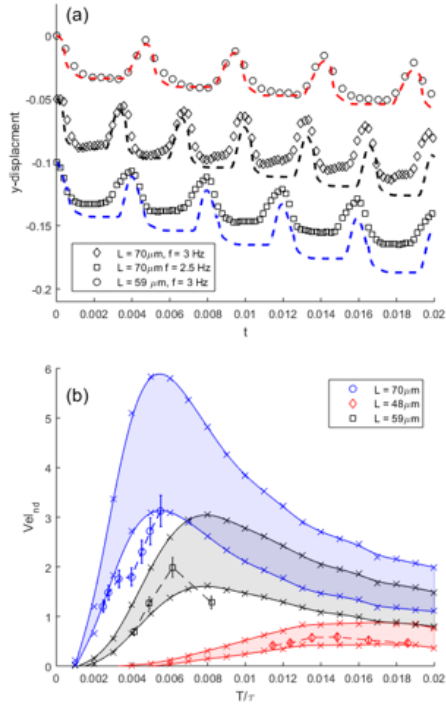 (a)
0
-0.05
-0.1
-0.15
-0.2
y-displacment
L = 70μm, f = 3 Hz
L = 70μm f = 2.5 Hz
L = 59 μm, f = 3 Hz
0 0.002 0.004 0.006 0.008 0.01 0.012 0.014 0.016 0.018 0.02
t
(b)
6
5
4
3
2
1
0
Vel nd
L = 70μm
L = 48μm
L = 59μm
0 0.002 0.004 0.006 0.008 0.01 0.012 0.014 0.016 0.018 0.02
T/τ